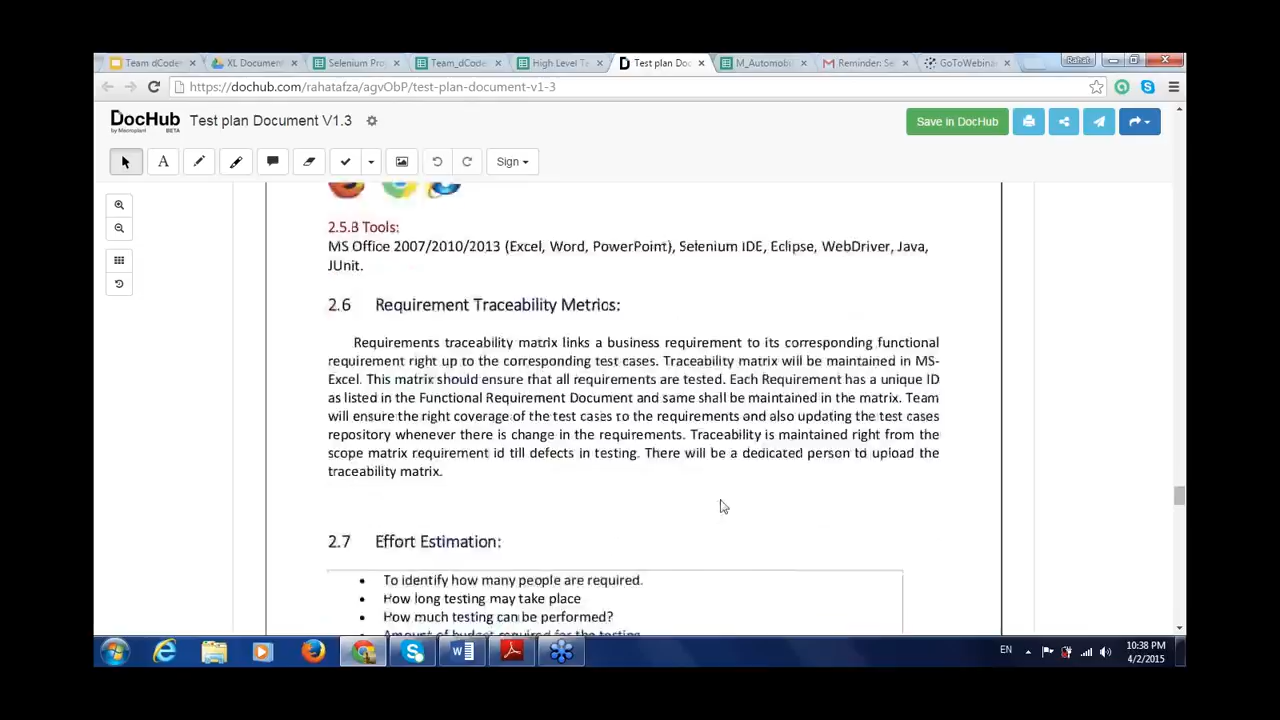 Team dCode
XL Document
Selenium Pro
Team_dCode
High Level Te
Test plan Doc
M_Automobi
Reminder: Se
GoToWebina
Rahat
https://dochub.com/rahatafza/agvObP/test-plan-document-v1-3
DocHub
by Macroplant
BETA
Test plan Document V1.3
Save in DocHub
A
Sign
2.5.B Tools:
MS Office 2007/2010/2013 (Excel, Word, PowerPoint), Selenium IDE, Eclipse, WebDriver, Java,
JUnit.
2.6 Requirement Traceability Metrics:
Requirements traceability matrix links a business requirement to its corresponding functional
requirement right up to the corresponding test cases. Traceability matrix will be maintained in MS-
Excel. This matrix should ensure that all requirements are tested. Each Requirement has a unique ID
as listed in the Functional Requirement Document and same shall be maintained in the matrix. Team
will ensure the right coverage of the test cases to the requirements and also updating the test cases
repository whenever there is change in the requirements. Traceability is maintained right from the
scope matrix requirement id till defects in testing. There will be a dedicated person to upload the
traceability matrix.
2.7 Effort Estimation:
• To identify how many people are required.
• How long testing may take place
• How much testing can be performed?
Amount of budget required for the testing
EN
10:38 PM
4/2/2015